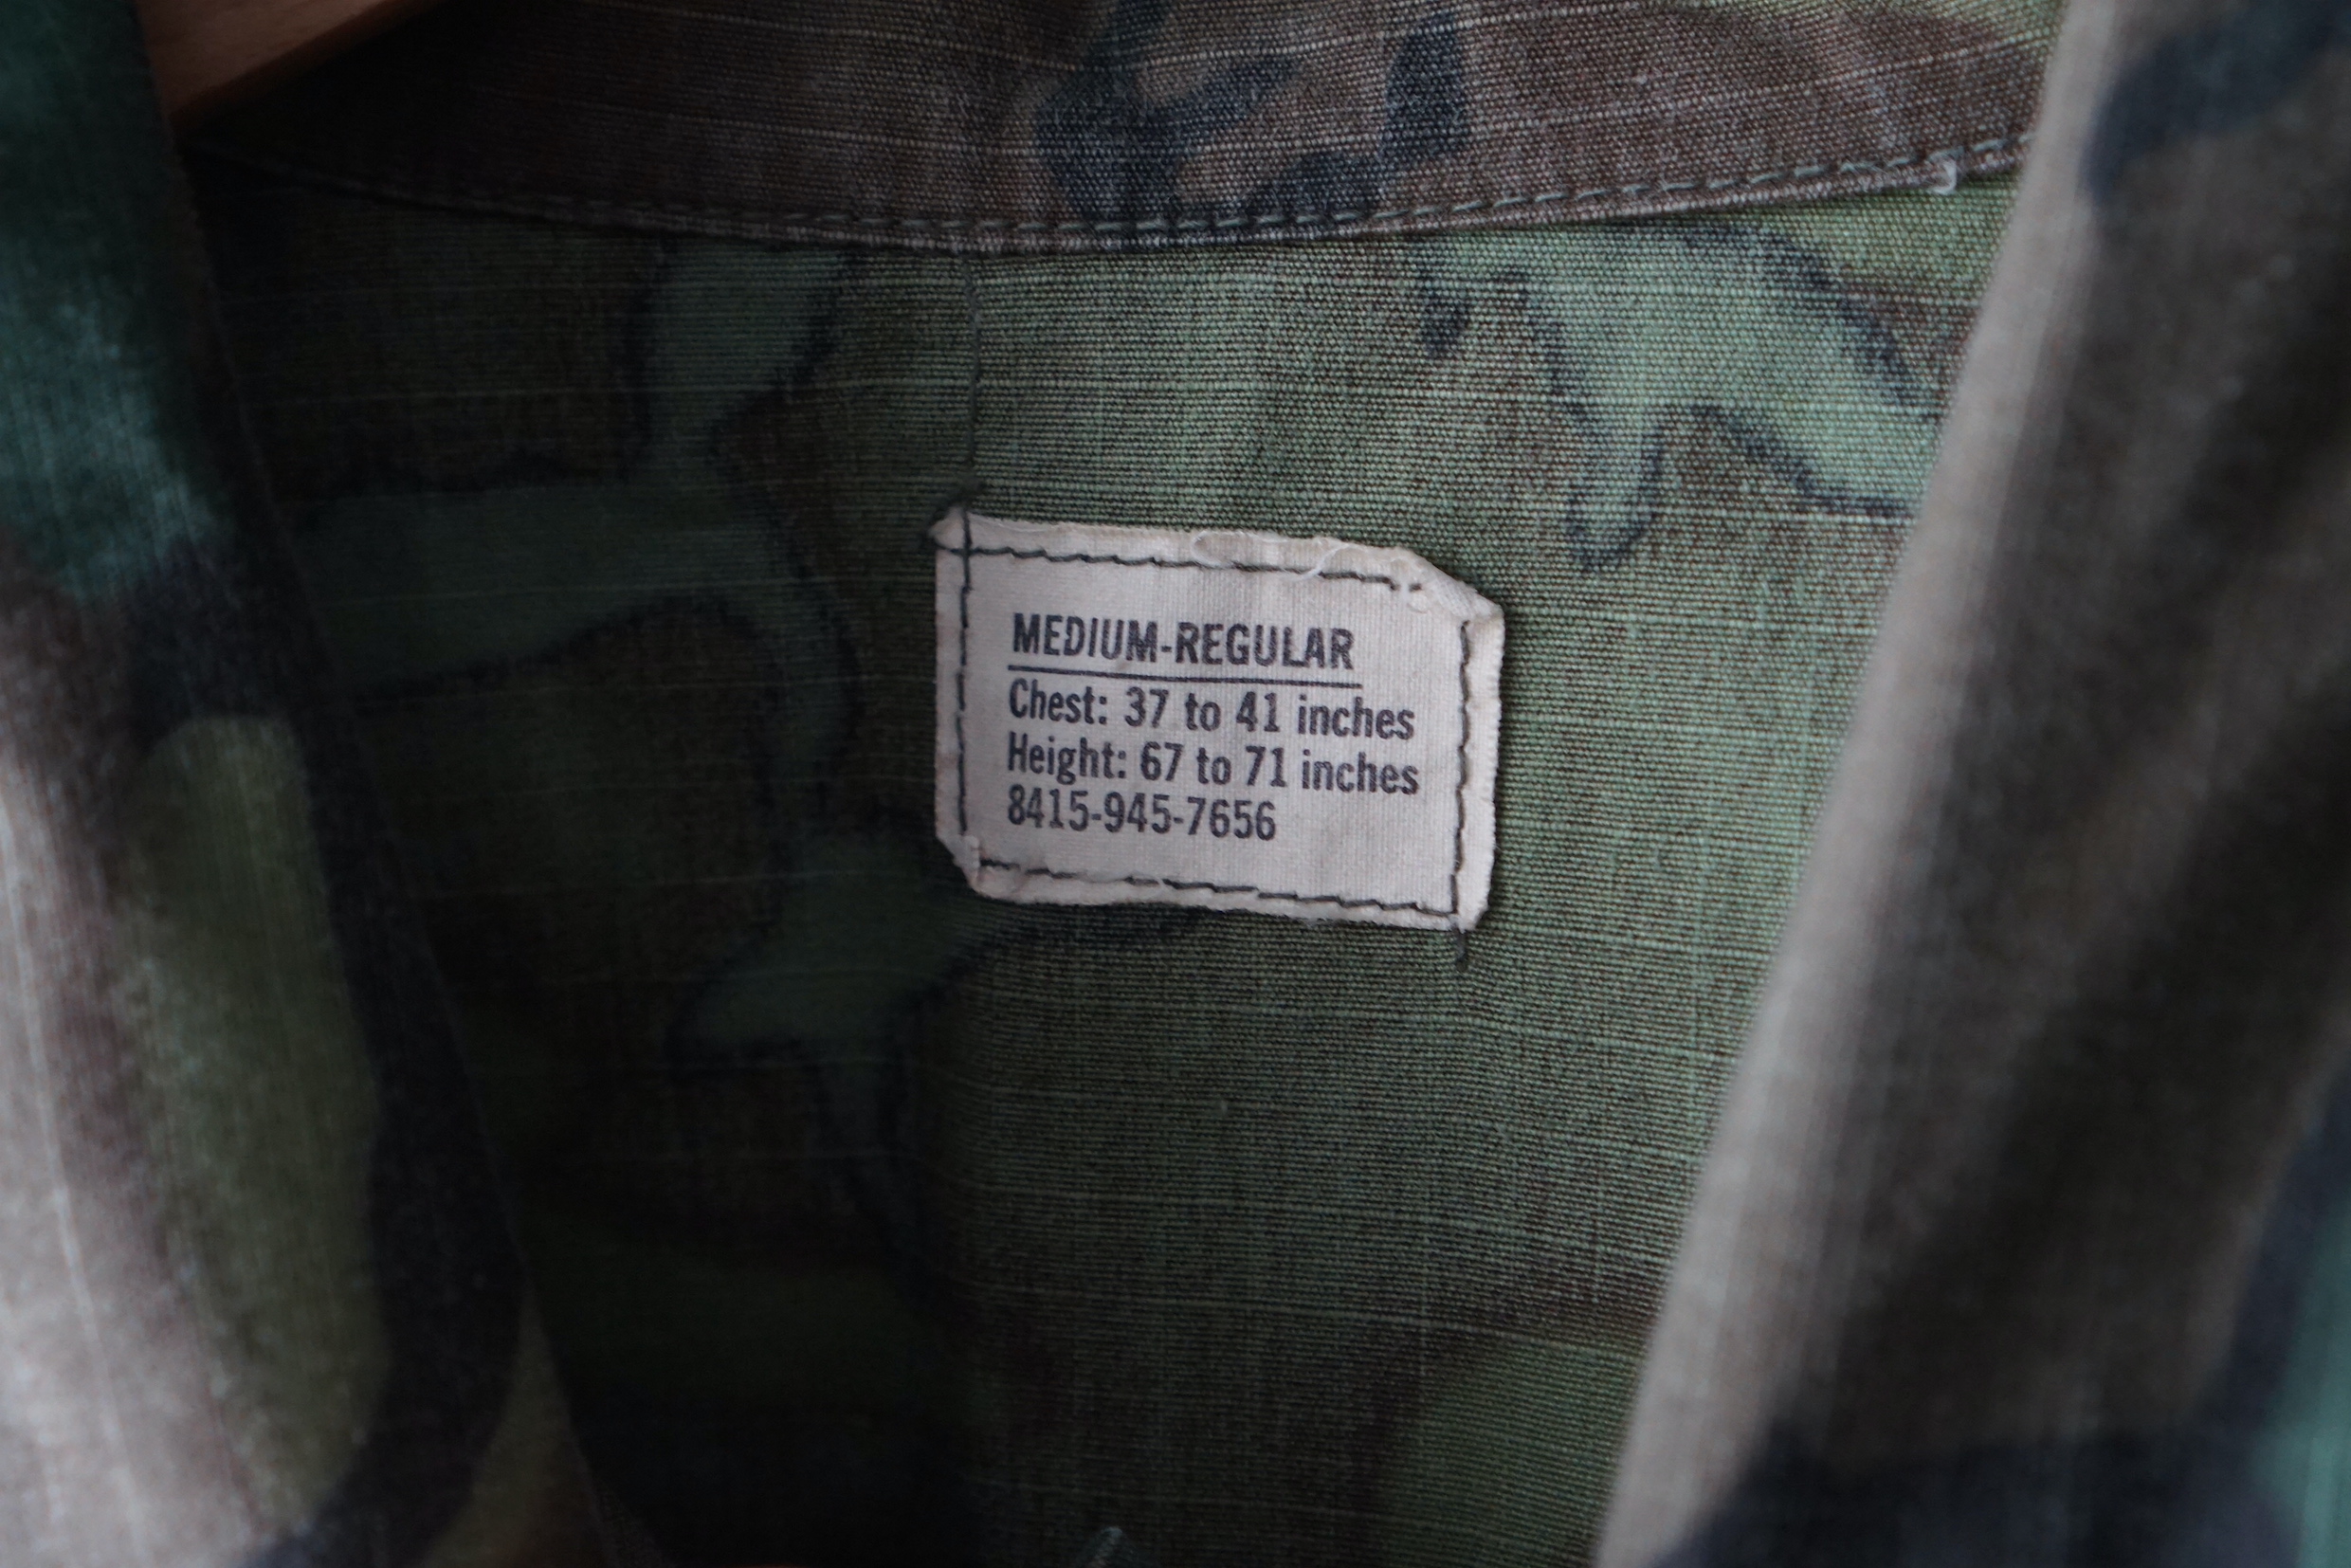 MEDIUM-REGULAR
Chest: 37 to 41 inches
Height: 67 to 71 inches
8415-945-7656